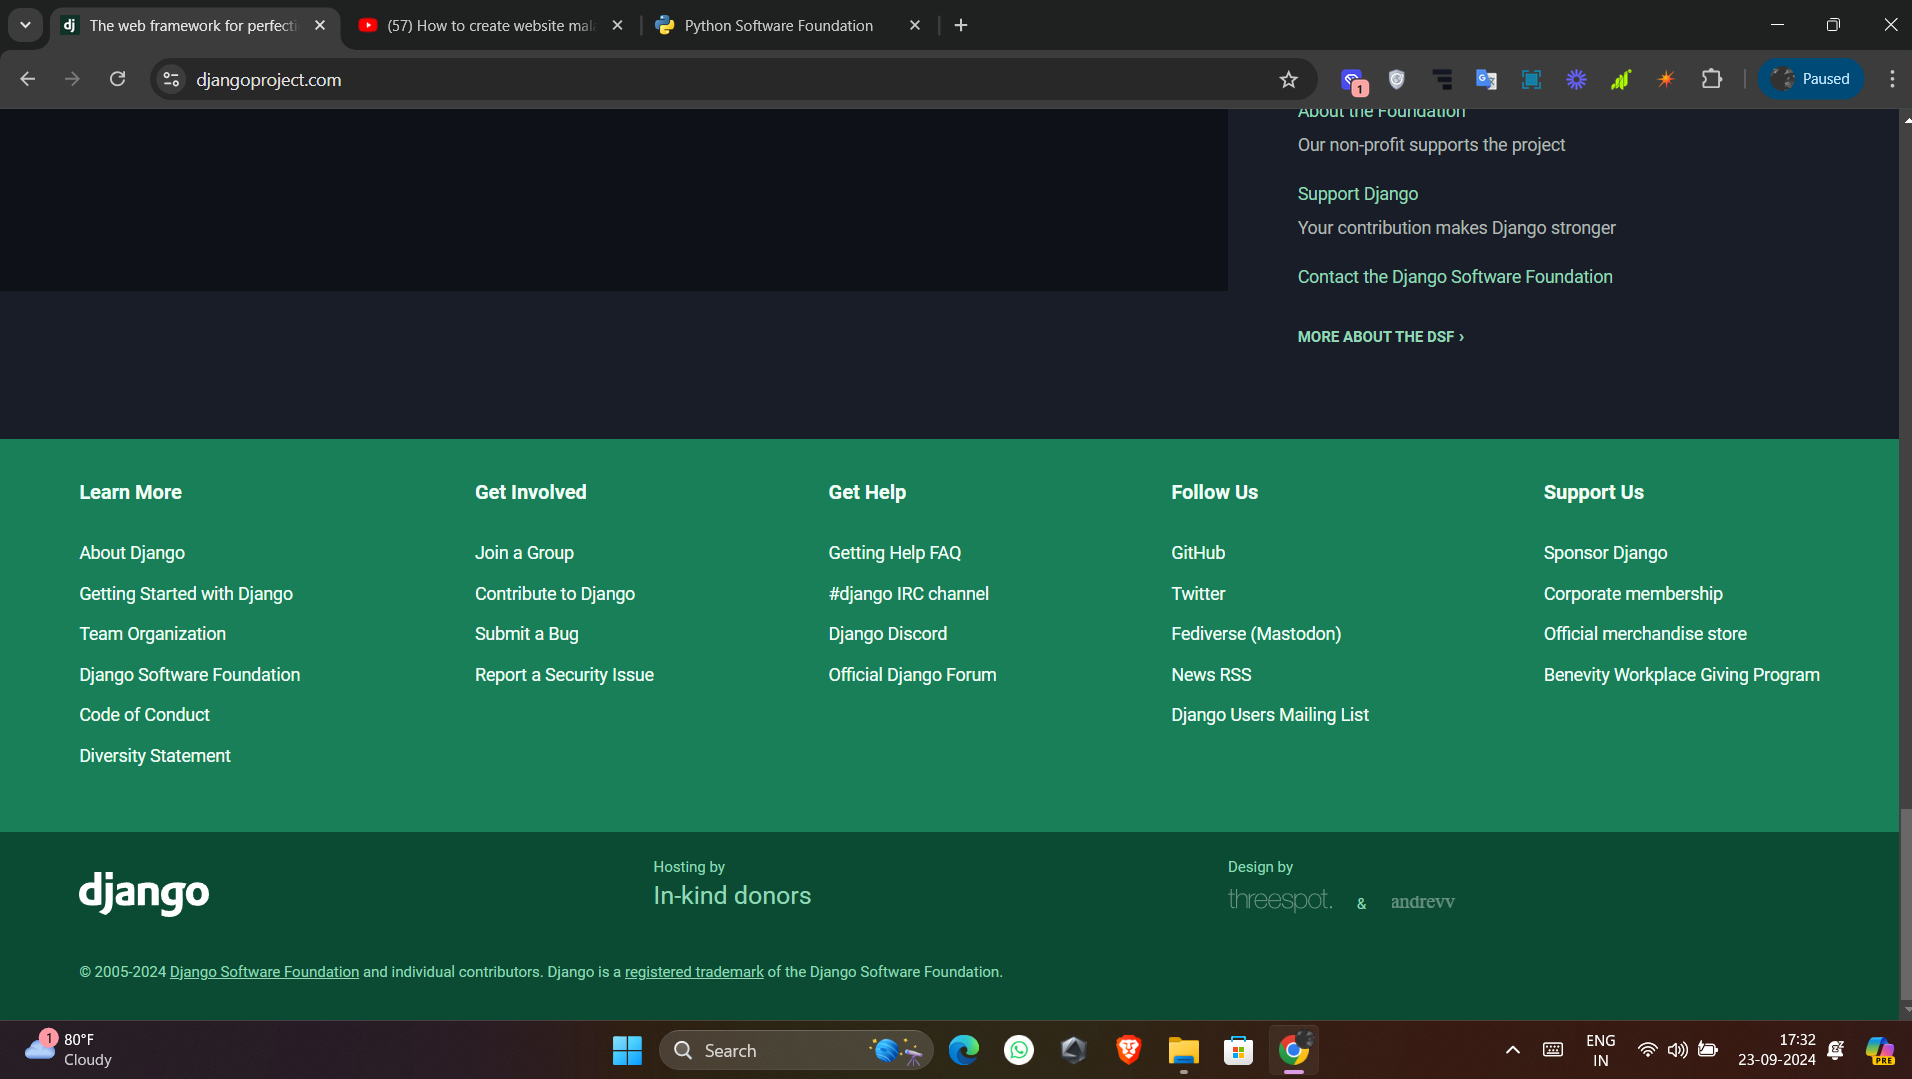 The web framework for perfecti
(57) How to create website mal
Python Software Foundation
djangoproject.com
1
Paused
About the Foundation
Our non-profit supports the project
Support Django
Your contribution makes Django stronger
Contact the Django Software Foundation
MORE ABOUT THE DSF ›
Learn More
About Django
Getting Started with Django
Team Organization
Django Software Foundation
Code of Conduct
Diversity Statement
Get Involved
Join a Group
Contribute to Django
Submit a Bug
Report a Security Issue
Get Help
Getting Help FAQ
#django IRC channel
Django Discord
Official Django Forum
Follow Us
GitHub
Twitter
Fediverse (Mastodon)
News RSS
Django Users Mailing List
Support Us
Sponsor Django
Corporate membership
Official merchandise store
Benevity Workplace Giving Program
django
Hosting by
In-kind donors
Design by
threespot. & andrevv
© 2005-2024 Django Software Foundation and individual contributors. Django is a registered trademark of the Django Software Foundation.
1
80°F
Cloudy
Search
ENG
IN
17:32
23-09-2024
PRE